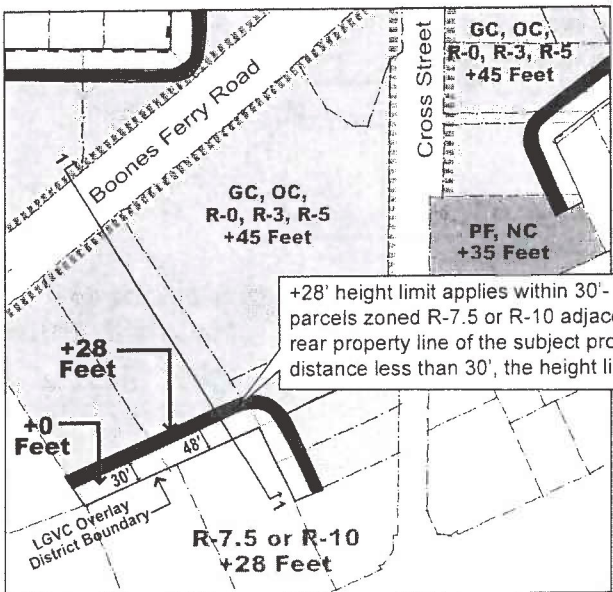 GC, OC,
R-0, R-3, R-5
+45 Feet
Cross Street
Boones Ferry Road
GC, OC,
R-0, R-3, R-5
+45 Feet
PF, NC
+35 Feet
+28' height limit applies within 30'-
parcels zoned R-7.5 or R-10 adjace
rear property line of the subject pro
distance less than 30', the height li
+28
Feet
+0
Feet
48'
30'
LGVC Overlay
District Boundary
R-7.5 or R-10
+28 Feet
1
1